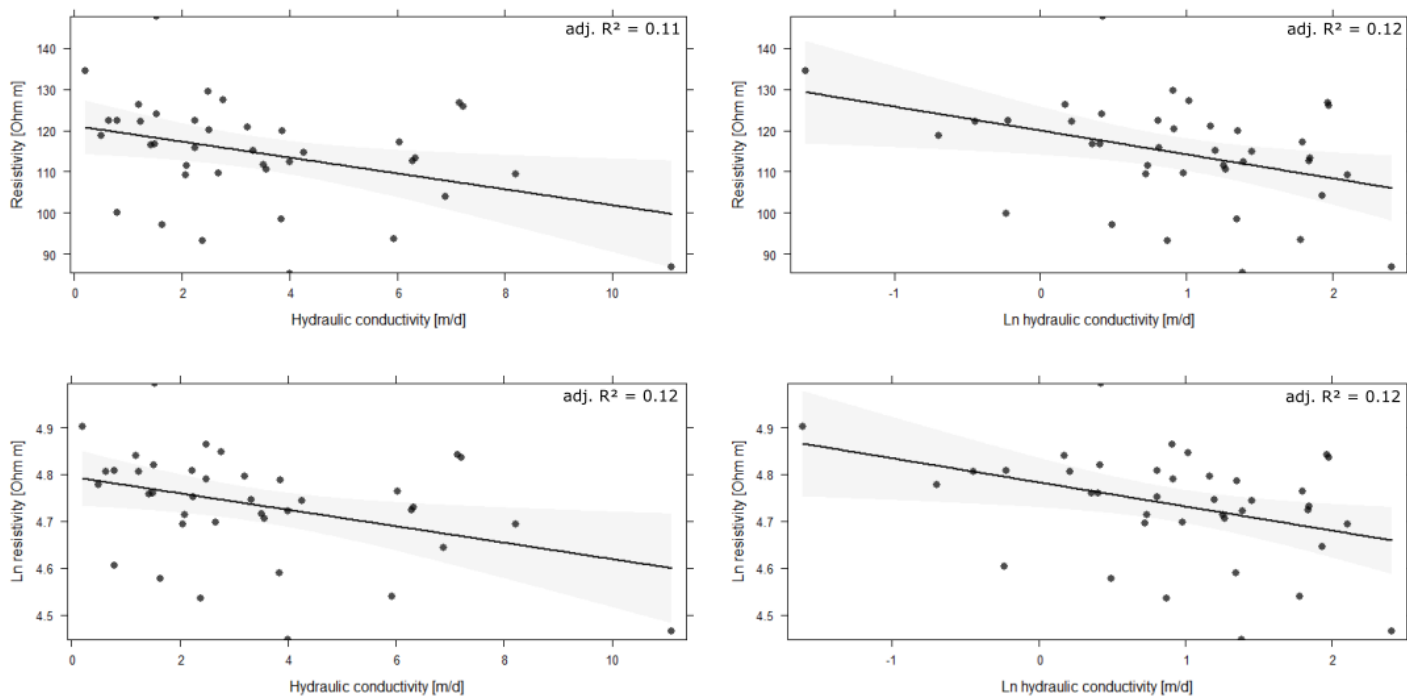 adj. R² = 0.11
140
130
120
110
100
90
Resistivity [Ohm m]
0 2 4 6 8 10
Hydraulic conductivity [m/d]
adj. R² = 0.12
140
130
120
110
100
90
Resistivity [Ohm m]
-1 0 1 2
Ln hydraulic conductivity [m/d]
adj. R² = 0.12
4.9
4.8
4.7
4.6
4.5
Ln resistivity [Ohm m]
0 2 4 6 8 10
Hydraulic conductivity [m/d]
adj. R² = 0.12
4.9
4.8
4.7
4.6
4.5
Ln resistivity [Ohm m]
-1 0 1 2
Ln hydraulic conductivity [m/d]